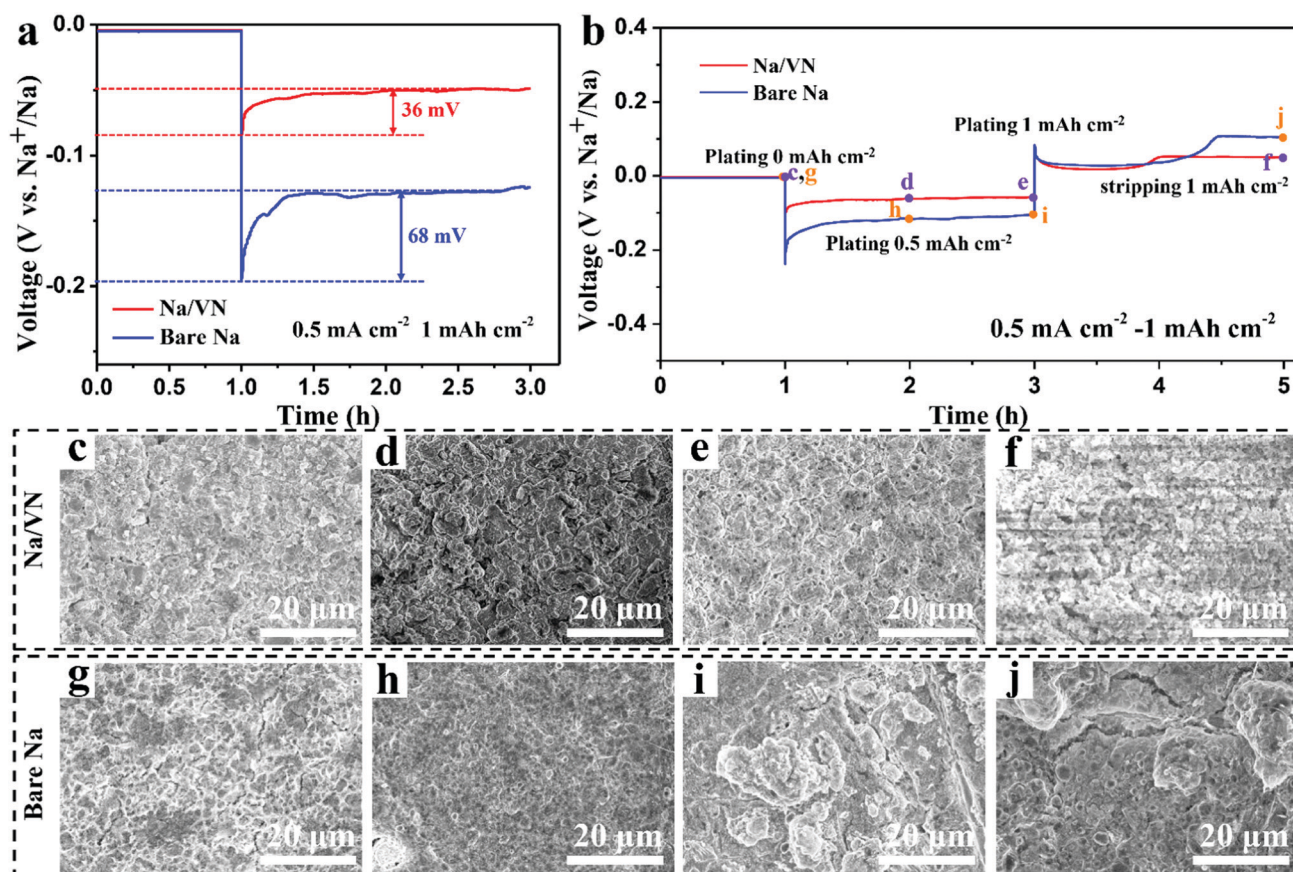 a
Voltage (V vs. Na⁺/Na)
0.0
-0.1
-0.2
36 mV
68 mV
Na/VN
Bare Na
0.5 mA cm⁻² 1 mAh cm⁻²
0.0 0.5 1.0 1.5 2.0 2.5 3.0
Time (h)
b
Voltage (V vs. Na⁺/Na)
0.4
0.2
0.0
-0.2
-0.4
Na/VN
Bare Na
Plating 0 mAh cm⁻²
Plating 1 mAh cm⁻²
c,g
d
e
h
i
j
f
stripping 1 mAh cm⁻²
Plating 0.5 mAh cm⁻²
0.5 mA cm⁻² -1 mAh cm⁻²
0 1 2 3 4 5
Time (h)
Na/VN
c
20 μm
d
20 μm
e
20 μm
f
20 μm
Bare Na
g
20 μm
h
20 μm
i
20 μm
j
20 μm